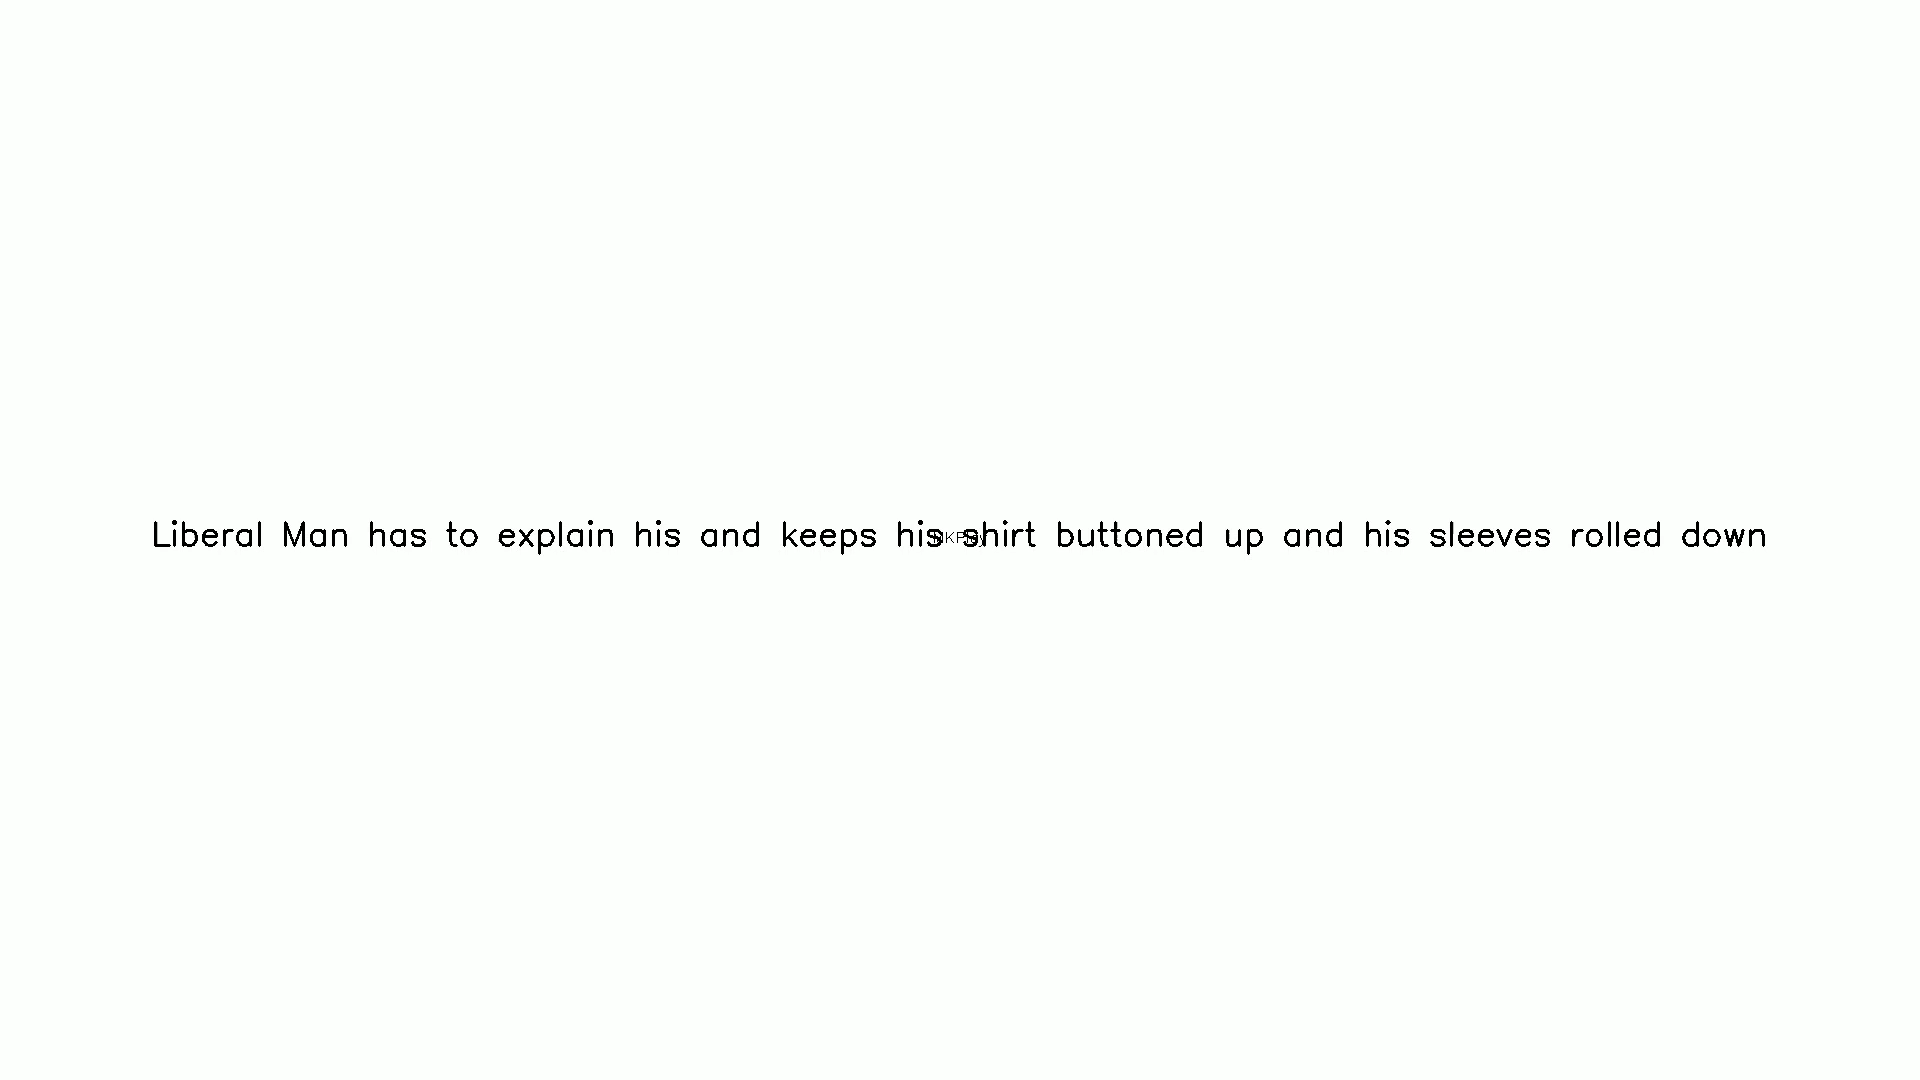 Liberal Man has to explain his and keeps his shirt buttoned up and his sleeves rolled down